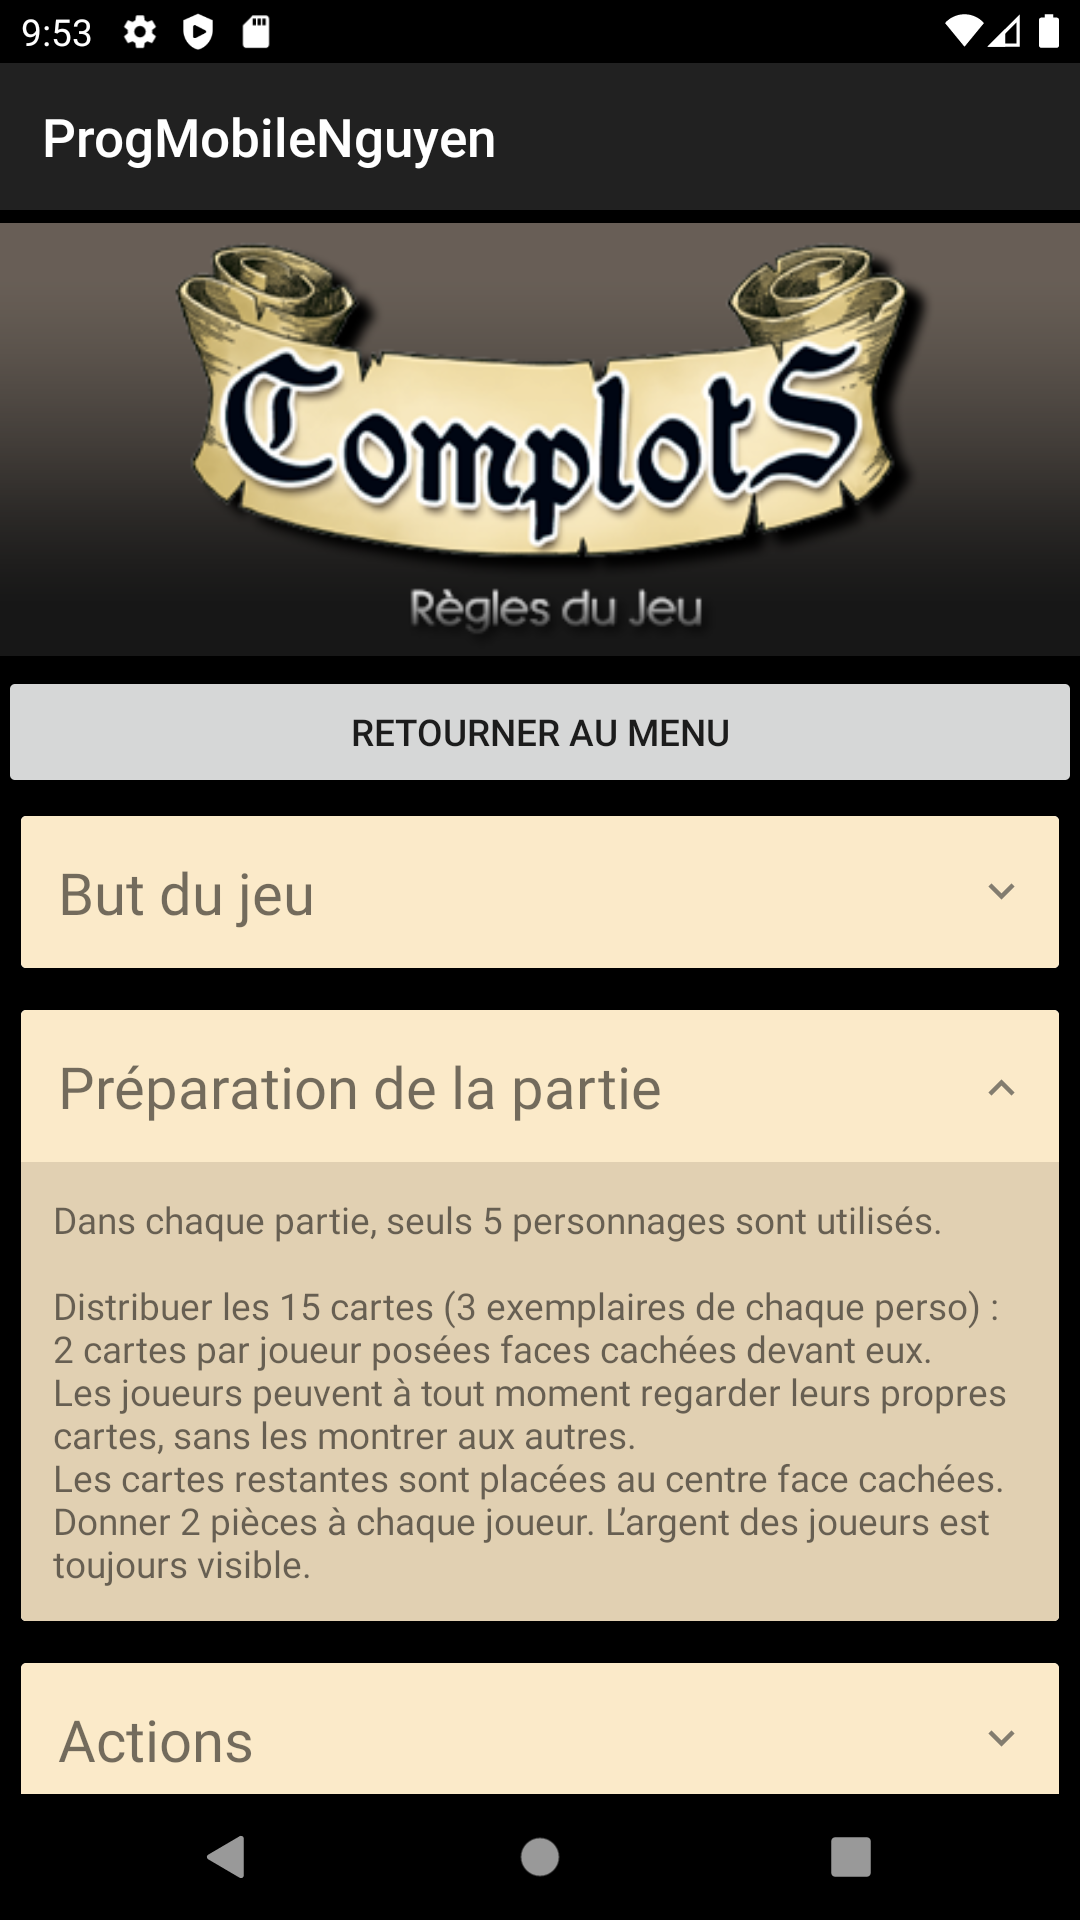 9:53
ProgMobileNguyen
ComplotS
Règles du Jeu
RETOURNER AU MENU
But du jeu
Préparation de la partie
Dans chaque partie, seuls 5 personnages sont utilisés.
Distribuer les 15 cartes (3 exemplaires de chaque perso) :
2 cartes par joueur posées faces cachées devant eux.
Les joueurs peuvent à tout moment regarder leurs propres
cartes, sans les montrer aux autres.
Les cartes restantes sont placées au centre face cachées.
Donner 2 pièces à chaque joueur. L’argent des joueurs est
toujours visible.
Actions